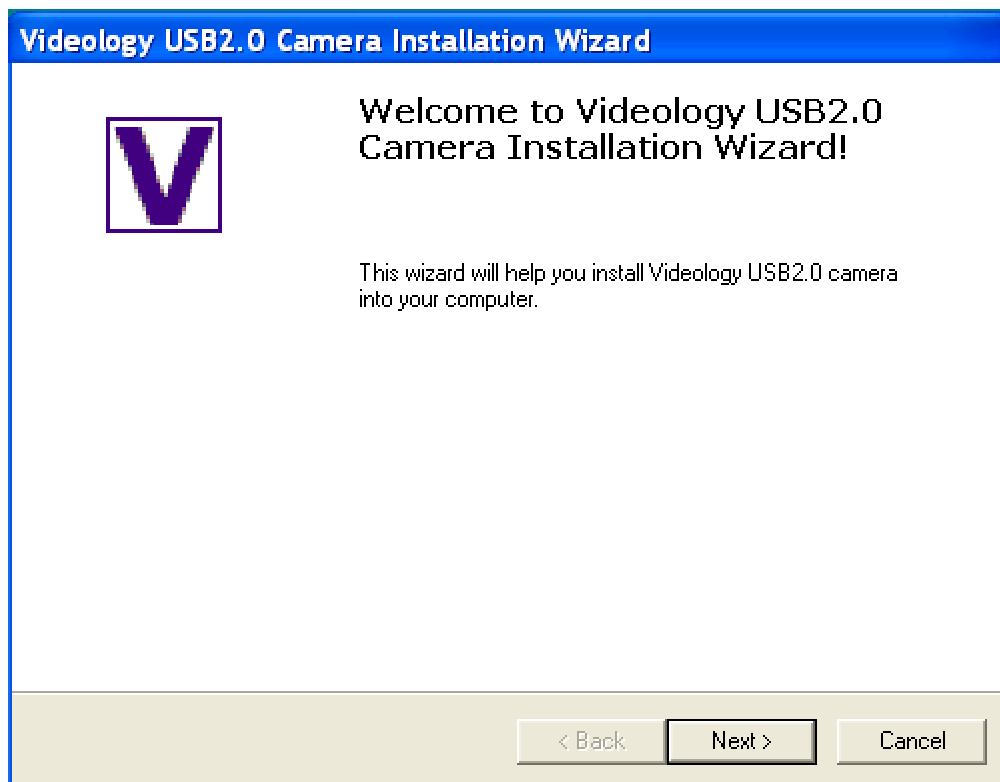 Videology USB2.0 Camera Installation Wizard
V
Welcome to Videology USB2.0
Camera Installation Wizard!
This wizard will help you install Videology USB2.0 camera
into your computer.
< Back
Next >
Cancel